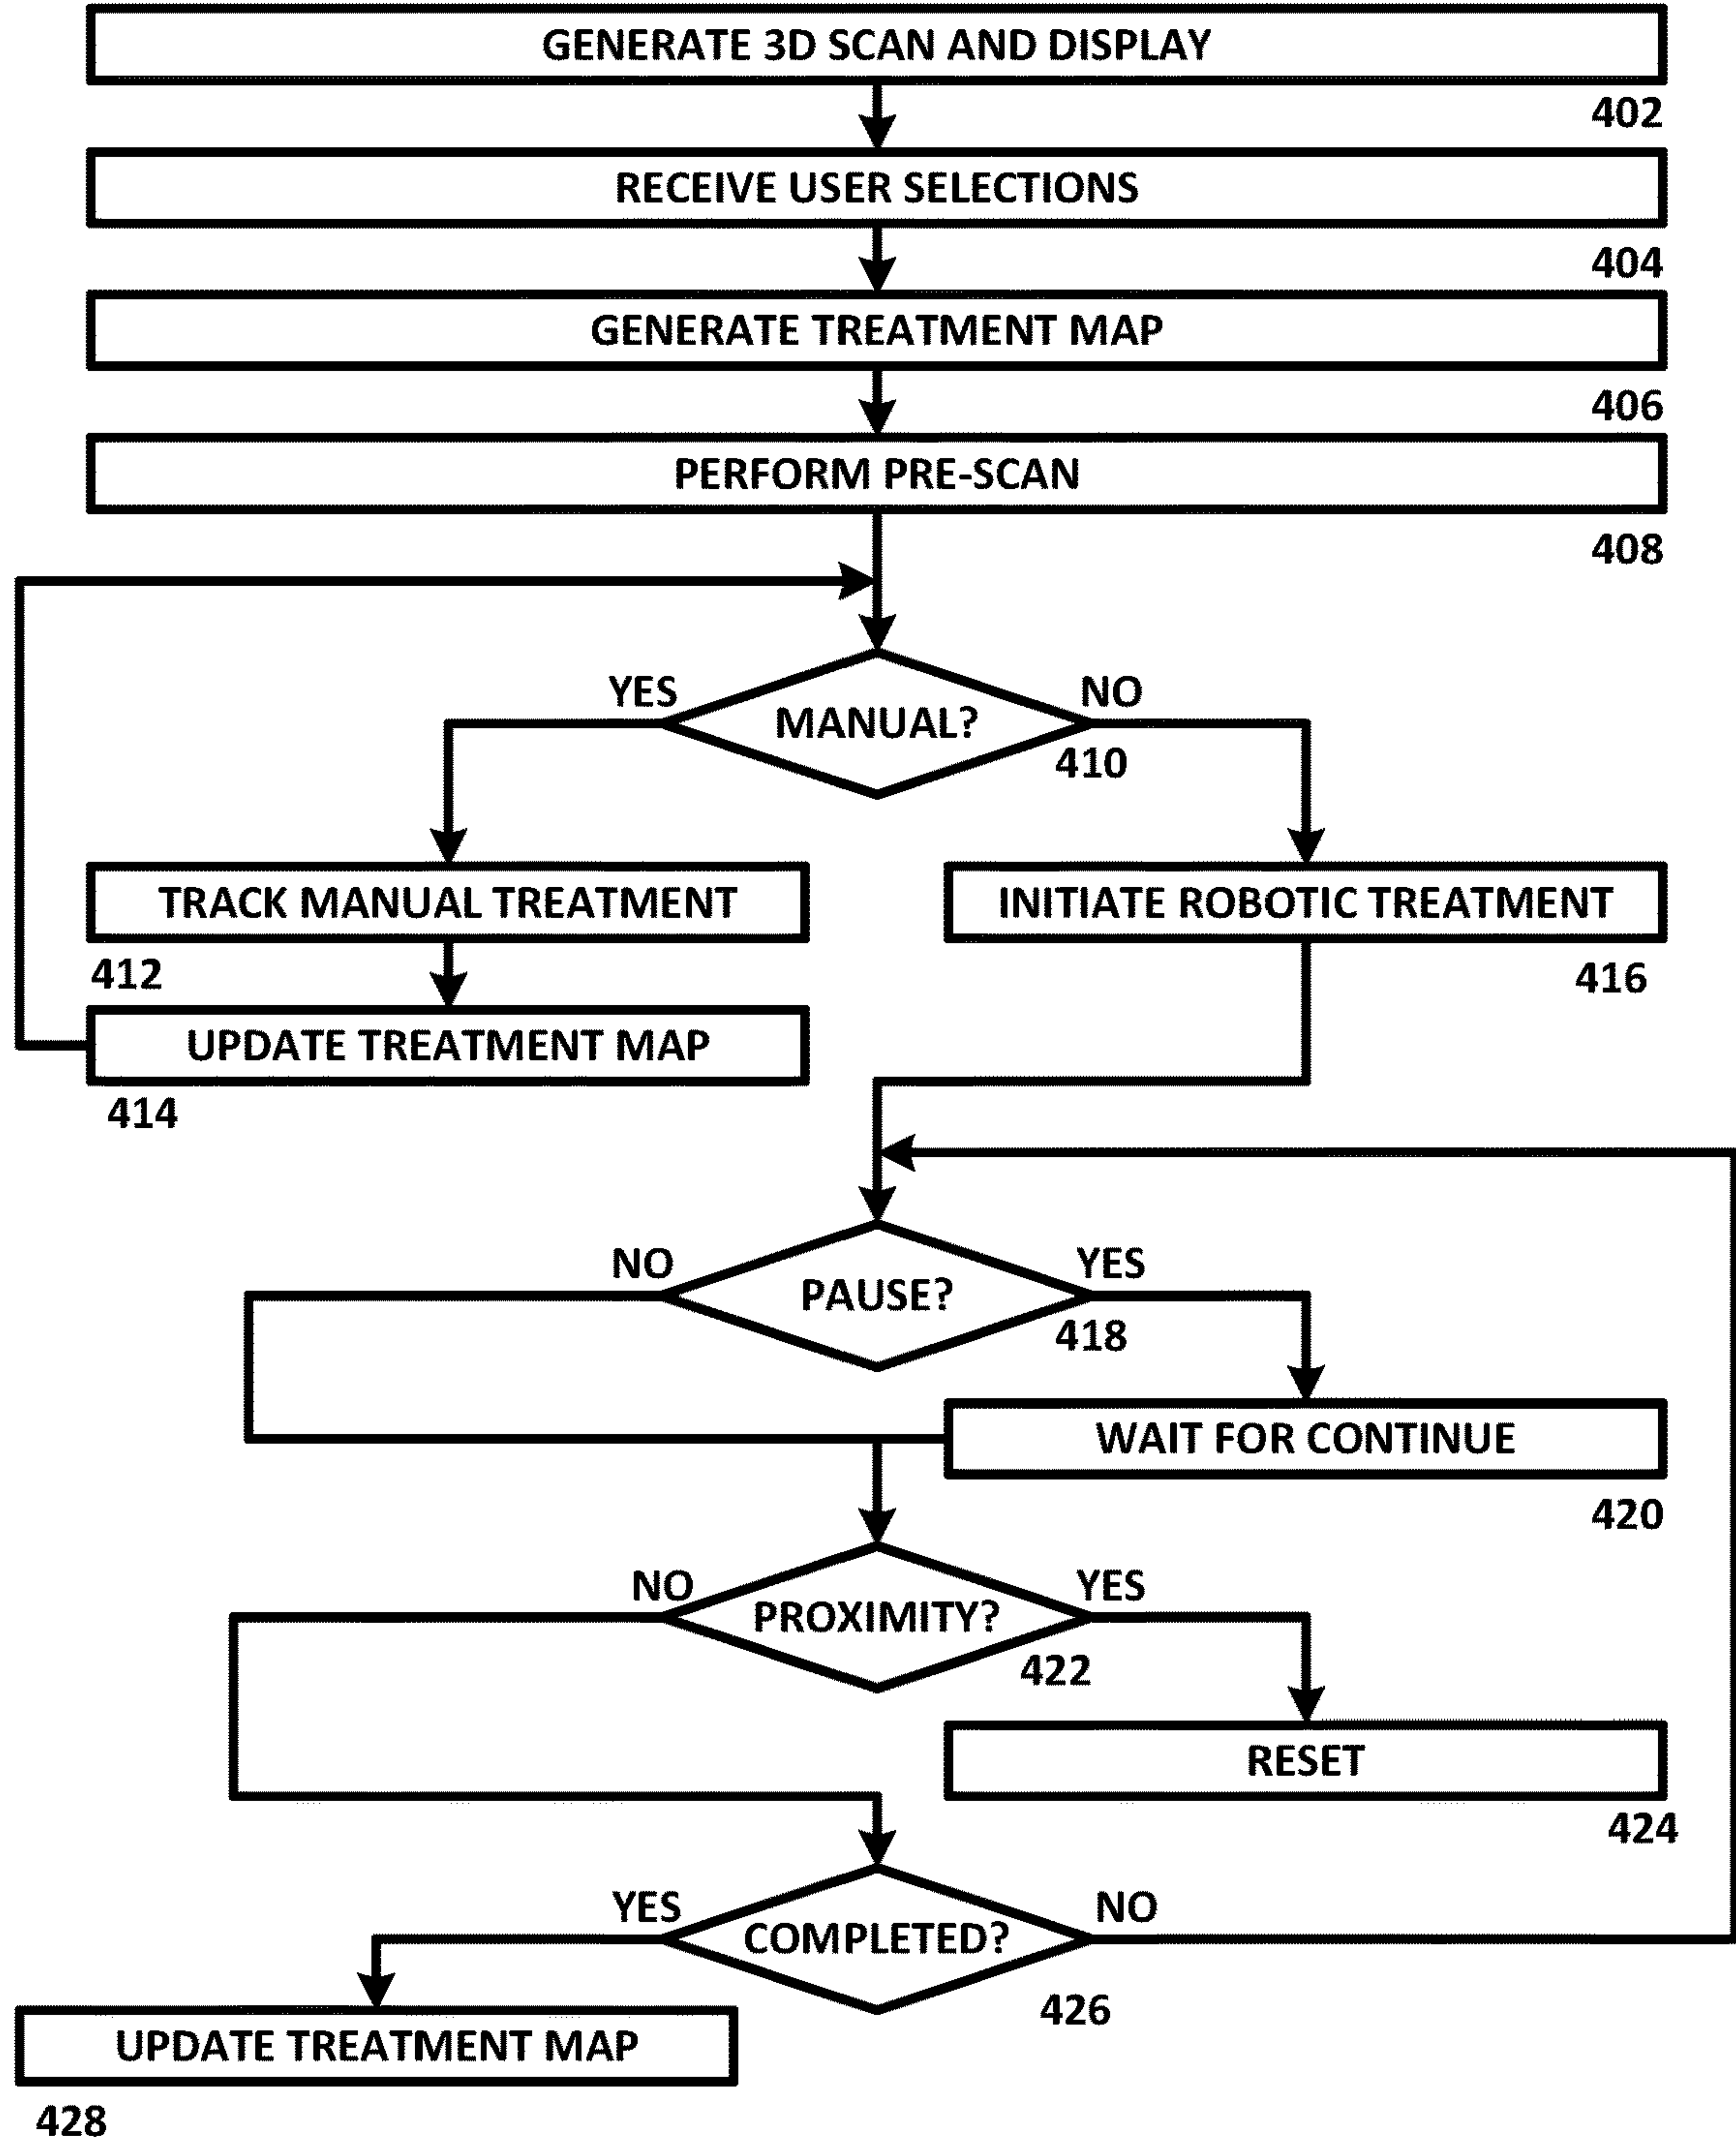 GENERATE 3D SCAN AND DISPLAY
402
RECEIVE USER SELECTIONS
404
GENERATE TREATMENT MAP
406
PERFORM PRE-SCAN
408
YES
NO
MANUAL?
410
TRACK MANUAL TREATMENT
INITIATE ROBOTIC TREATMENT
412
416
UPDATE TREATMENT MAP
414
NO
YES
PAUSE?
418
WAIT FOR CONTINUE
420
NO
YES
PROXIMITY?
422
RESET
424
YES
NO
COMPLETED?
426
UPDATE TREATMENT MAP
428